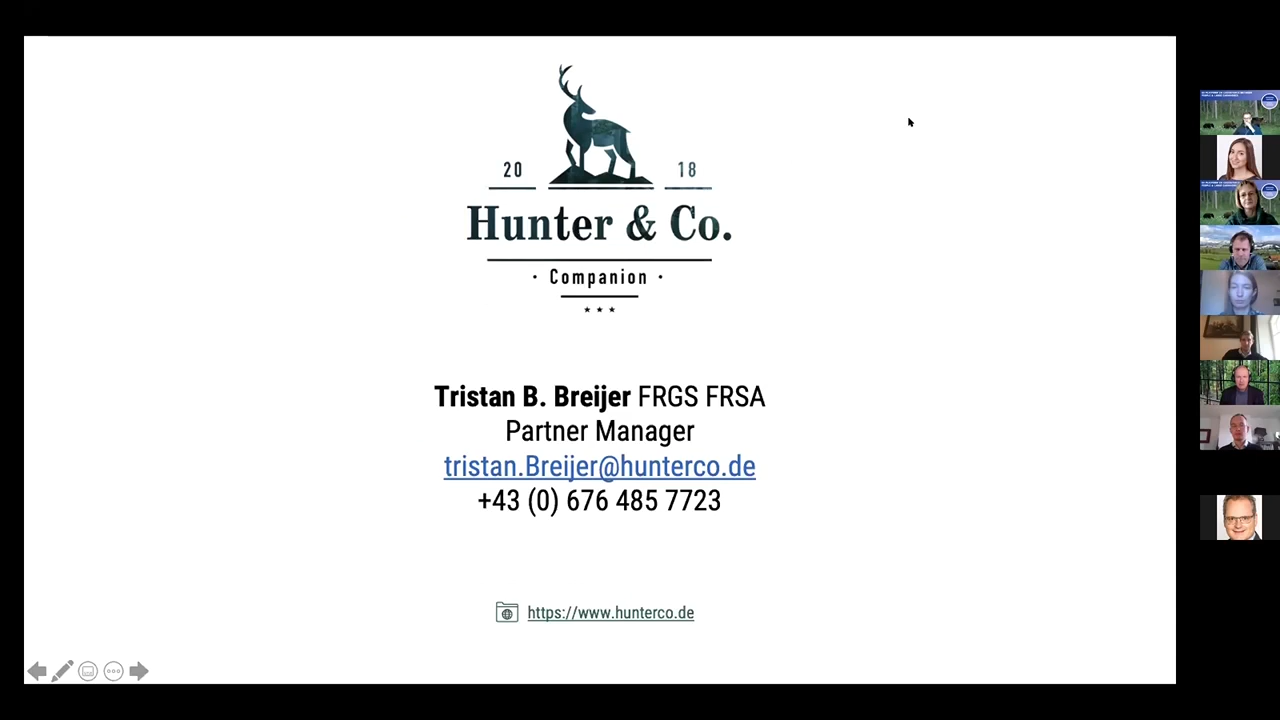 20
18
Hunter & Co.
· Companion ·
Tristan B. Breijer FRGS FRSA
Partner Manager
tristan.Breijer@hunterco.de
+43 (0) 676 485 7723
https://www.hunterco.de